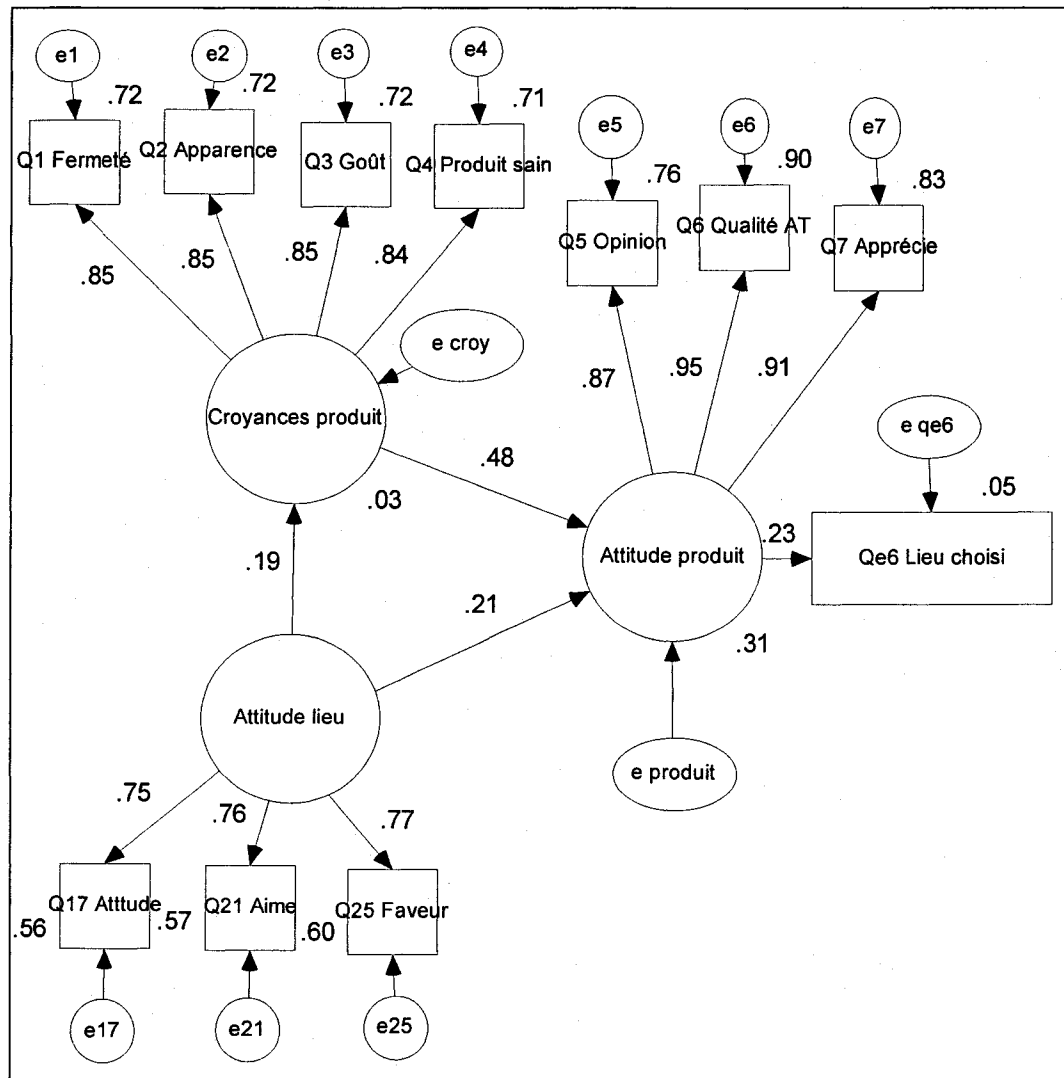 e1
e2
e3
e4
.72
.72
.72
.71
e5
e6
e7
.76
.90
.83
Q1 Fermeté
Q2 Apparence
Q3 Goût
Q4 Produit sain
Q5 Opinion
Q6 Qualité AT
Q7 Apprécie
.85
.85
.85
.84
e croy
.87
.95
.91
Croyances produit
e qe6
.48
.03
.05
.23
Attitude produit
Qe6 Lieu choisi
.19
.21
.31
Attitude lieu
e produit
.75
.76
.77
Q17 Atttude
Q21 Aime
Q25 Faveur
.56
.57
.60
e17
e21
e25